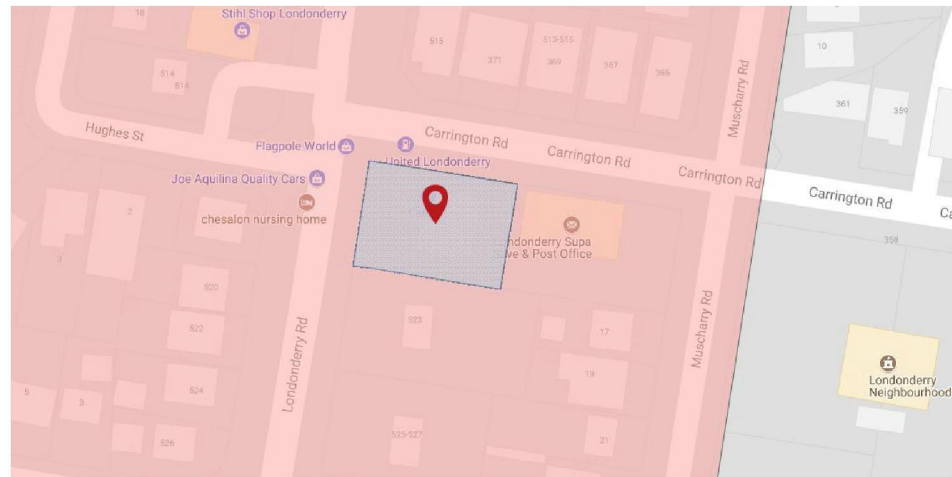 18
Stihl Shop Londonderry
515
371
513-515
369
367
365
10
514
514
361
359
Muscharry Rd
Hughes St
Flagpole World
Carrington Rd
Carrington Rd
United Londonderry
Carrington Rd
Carrington Rd
Joe Aquilina Quality Cars
chesalon nursing home
2
3
Londonderry Supa
Save & Post Office
358
520
522
523
17
19
Londonderry Rd
Muscharry Rd
524
5
3
526
525-527
21
Londonderry
Neighbourhood